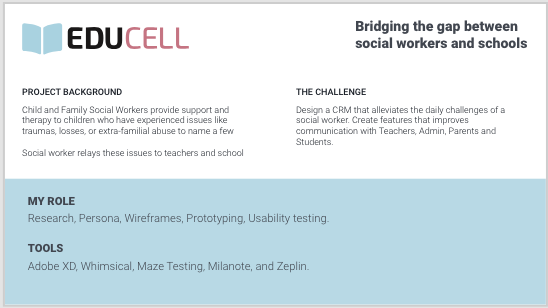 EDUCELL
Bridging the gap between
social workers and schools
PROJECT BACKGROUND
Child and Family Social Workers provide support and
therapy to children who have experienced issues like
traumas, losses, or extra-familial abuse to name a few
Social worker relays these issues to teachers and school
THE CHALLENGE
Design a CRM that alleviates the daily challenges of a
social worker. Create features that improves
communication with Teachers, Admin, Parents and
Students.
MY ROLE
Research, Persona, Wireframes, Prototyping, Usability testing.
TOOLS
Adobe XD, Whimsical, Maze Testing, Milanote, and Zeplin.